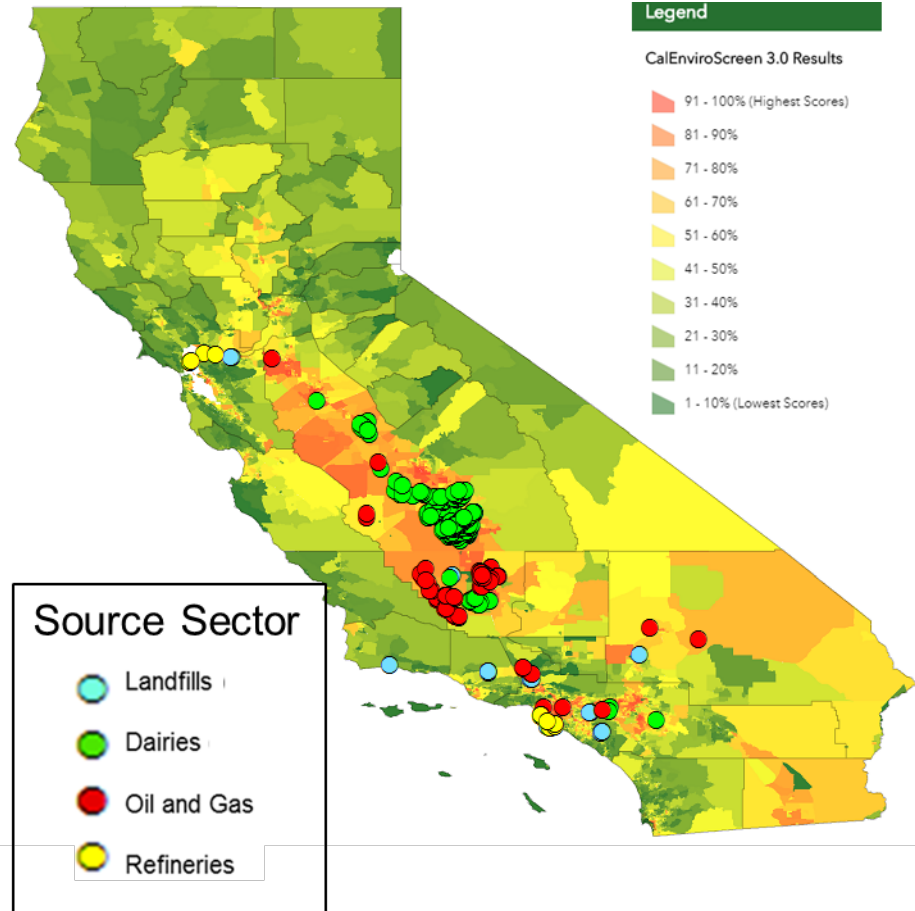 Legend
CalEnviroScreen 3.0 Results
91 - 100% (Highest Scores)
81 - 90%
71 - 80%
61 - 70%
51 - 60%
41 - 50%
31 - 40%
21 - 30%
11 - 20%
1 - 10% (Lowest Scores)
Source Sector
Landfills
Dairies
Oil and Gas
Refineries